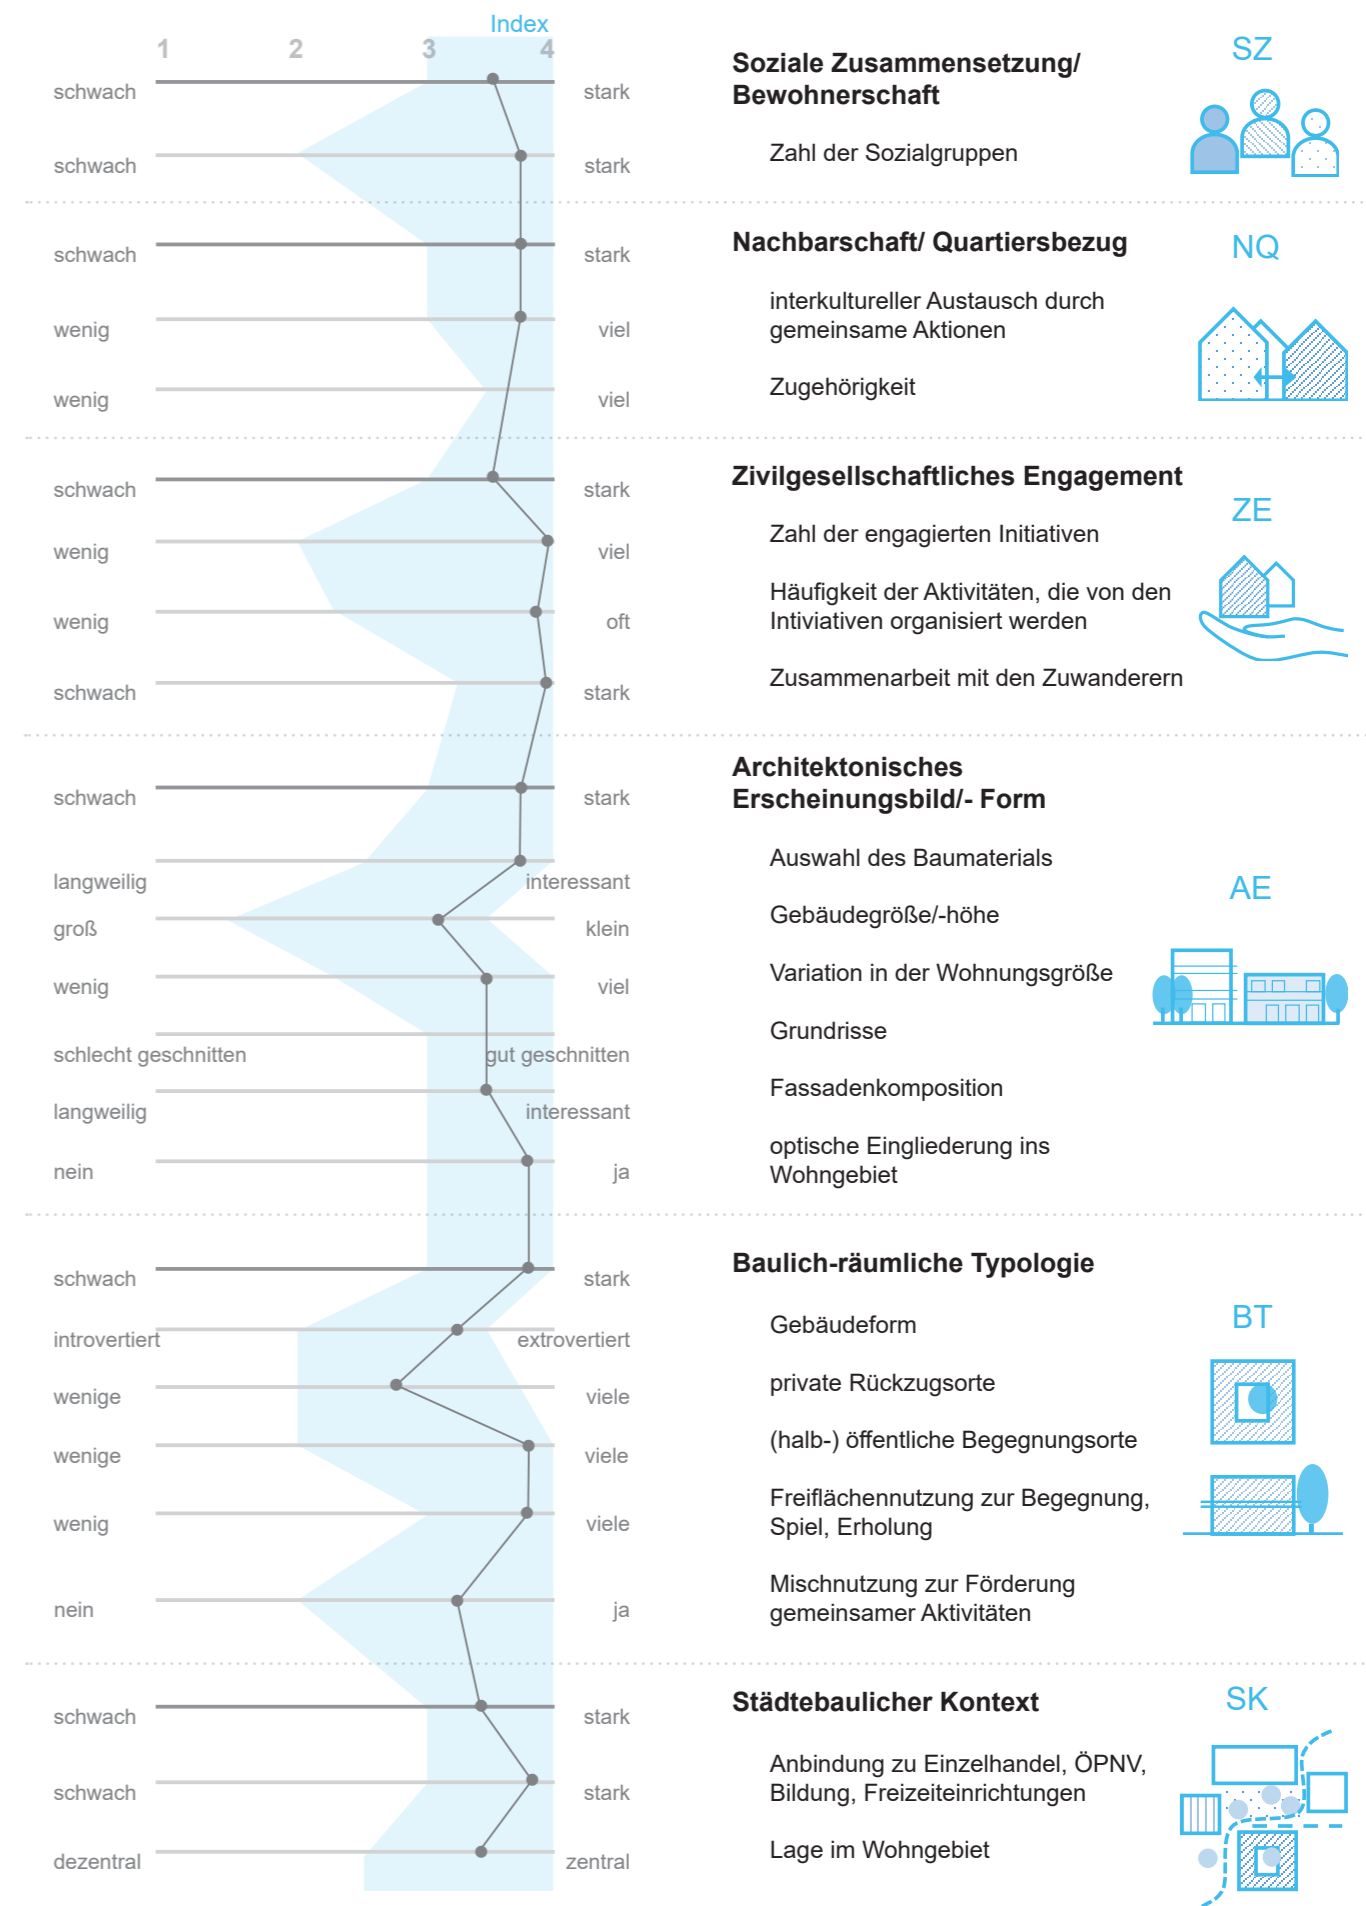 Index
1 2 3 4
schwach stark
schwach stark
Soziale Zusammensetzung/
Bewohnerschaft
Zahl der Sozialgruppen
SZ
schwach stark
wenig viel
wenig viel
Nachbarschaft/ Quartiersbezug
interkultureller Austausch durch
gemeinsame Aktionen
Zugehörigkeit
NQ
schwach stark
wenig viel
wenig oft
schwach stark
Zivilgesellschaftliches Engagement
Zahl der engagierten Initiativen
Häufigkeit der Aktivitäten, die von den
Intiviativen organisiert werden
Zusammenarbeit mit den Zuwanderern
ZE
schwach stark
langweilig interessant
groß klein
wenig viel
schlecht geschnitten gut geschnitten
langweilig interessant
nein ja
Architektonisches
Erscheinungsbild/- Form
Auswahl des Baumaterials
Gebäudegröße/-höhe
Variation in der Wohnungsgröße
Grundrisse
Fassadenkomposition
optische Eingliederung ins
Wohngebiet
AE
schwach stark
introvertiert extrovertiert
wenige viele
wenige viele
wenig viele
nein ja
Baulich-räumliche Typologie
Gebäudeform
private Rückzugsorte
(halb-) öffentliche Begegnungsorte
Freiflächennutzung zur Begegnung,
Spiel, Erholung
Mischnutzung zur Förderung
gemeinsamer Aktivitäten
BT
schwach stark
schwach stark
dezentral zentral
Städtebaulicher Kontext
Anbindung zu Einzelhandel, ÖPNV,
Bildung, Freizeiteinrichtungen
Lage im Wohngebiet
SK